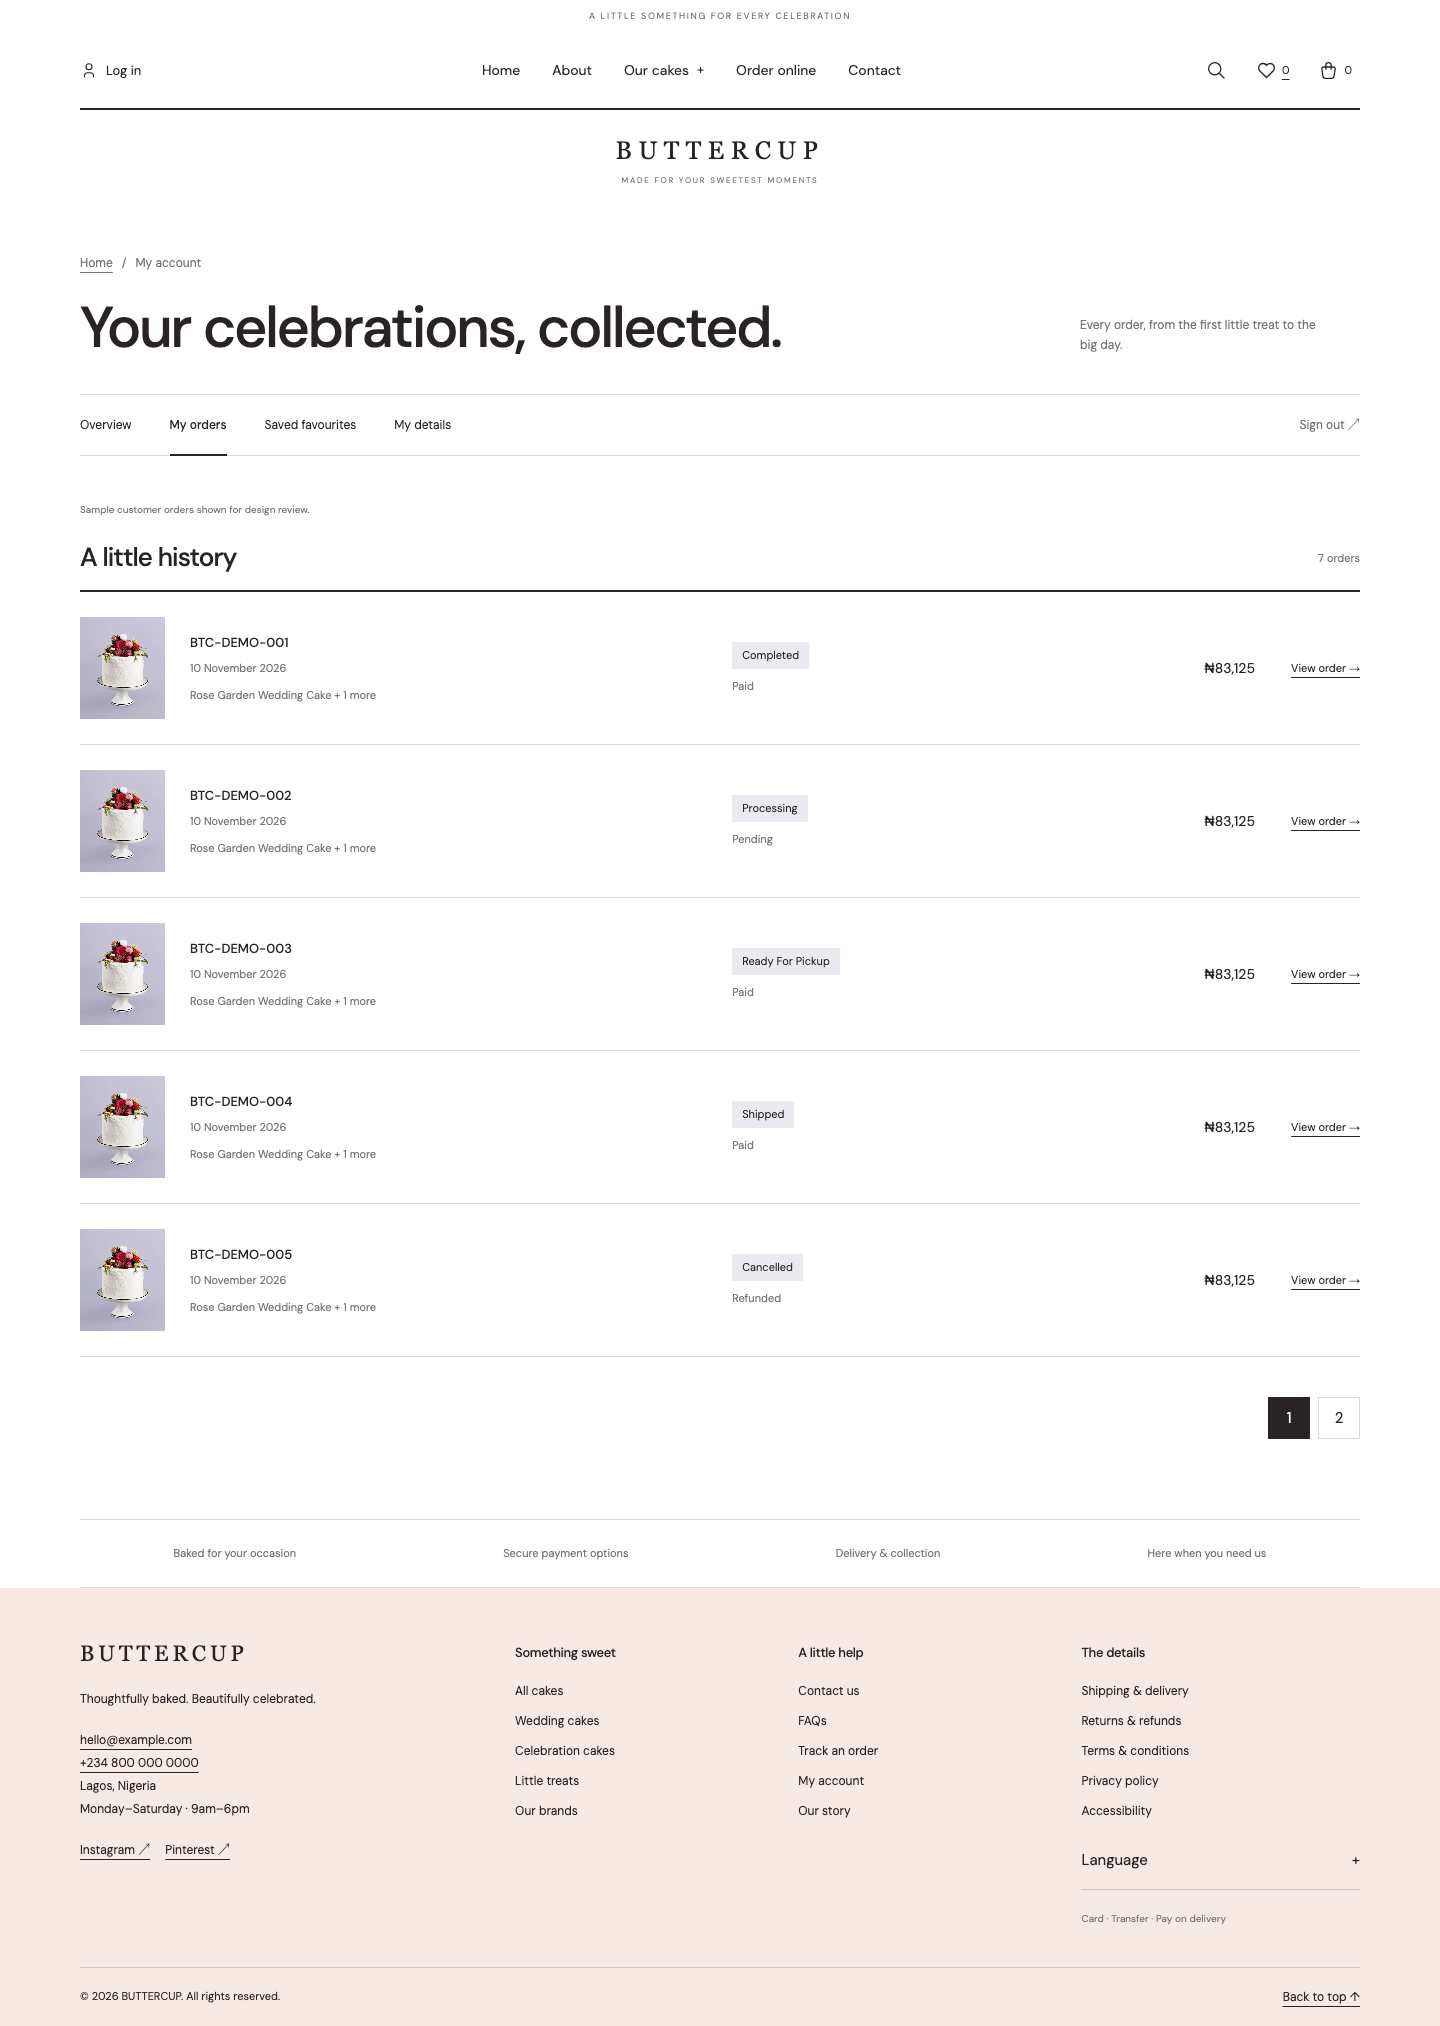 A LITTLE SOMETHING FOR EVERY CELEBRATION
Log in
Home About Our cakes + Order online Contact
0 0
BUTTERCUP
MADE FOR YOUR SWEETEST MOMENTS
Home / My account
Your celebrations, collected.
Every order, from the first little treat to the
big day.
Overview My orders Saved favourites My details Sign out ↗
Sample customer orders shown for design review.
A little history
7 orders
BTC-DEMO-001
10 November 2026
Rose Garden Wedding Cake + 1 more
Completed
Paid
₦83,125
View order →
BTC-DEMO-002
10 November 2026
Rose Garden Wedding Cake + 1 more
Processing
Pending
₦83,125
View order →
BTC-DEMO-003
10 November 2026
Rose Garden Wedding Cake + 1 more
Ready For Pickup
Paid
₦83,125
View order →
BTC-DEMO-004
10 November 2026
Rose Garden Wedding Cake + 1 more
Shipped
Paid
₦83,125
View order →
BTC-DEMO-005
10 November 2026
Rose Garden Wedding Cake + 1 more
Cancelled
Refunded
₦83,125
View order →
1 2
Baked for your occasion
Secure payment options
Delivery & collection
Here when you need us
BUTTERCUP
Thoughtfully baked. Beautifully celebrated.
hello@example.com
+234 800 000 0000
Lagos, Nigeria
Monday–Saturday · 9am–6pm
Instagram ↗ Pinterest ↗
Something sweet
All cakes
Wedding cakes
Celebration cakes
Little treats
Our brands
A little help
Contact us
FAQs
Track an order
My account
Our story
The details
Shipping & delivery
Returns & refunds
Terms & conditions
Privacy policy
Accessibility
Language +
Card · Transfer · Pay on delivery
© 2026 BUTTERCUP. All rights reserved.
Back to top ↑